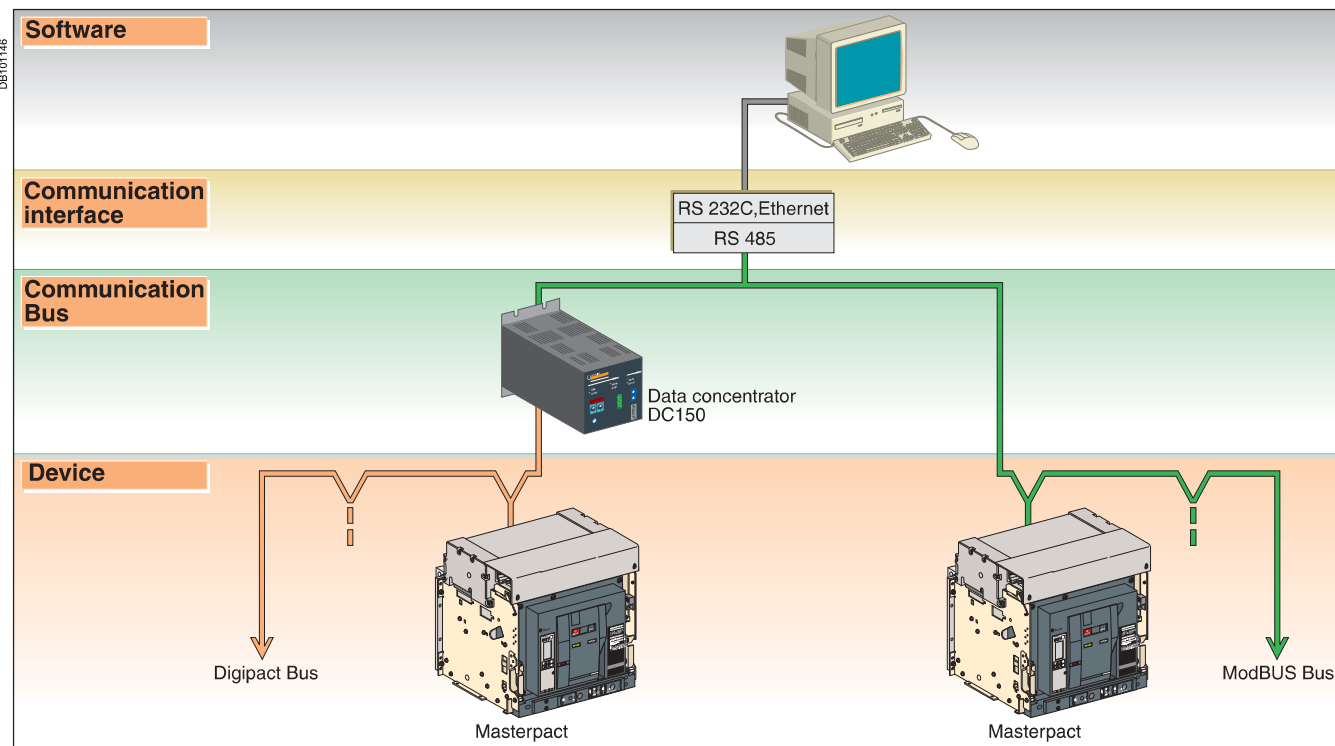 DB101146
Software
Communication
interface
RS 232C,Ethernet
RS 485
Communication
Bus
Data concentrator
DC150
Device
Digipact Bus
ModBUS Bus
Masterpact
Masterpact